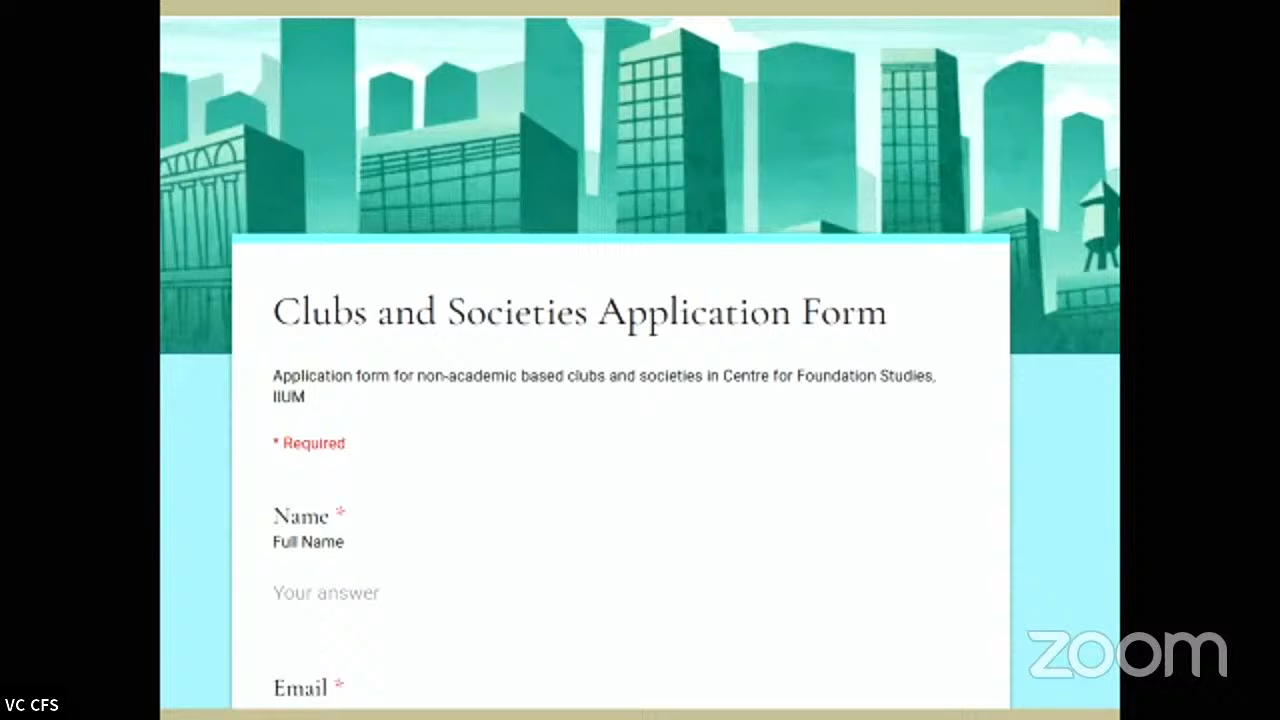 Clubs and Societies Application Form
Application form for non-academic based clubs and societies in Centre for Foundation Studies,
IIUM
* Required
Name *
Full Name
Your answer
Email *
zoom
VC CFS